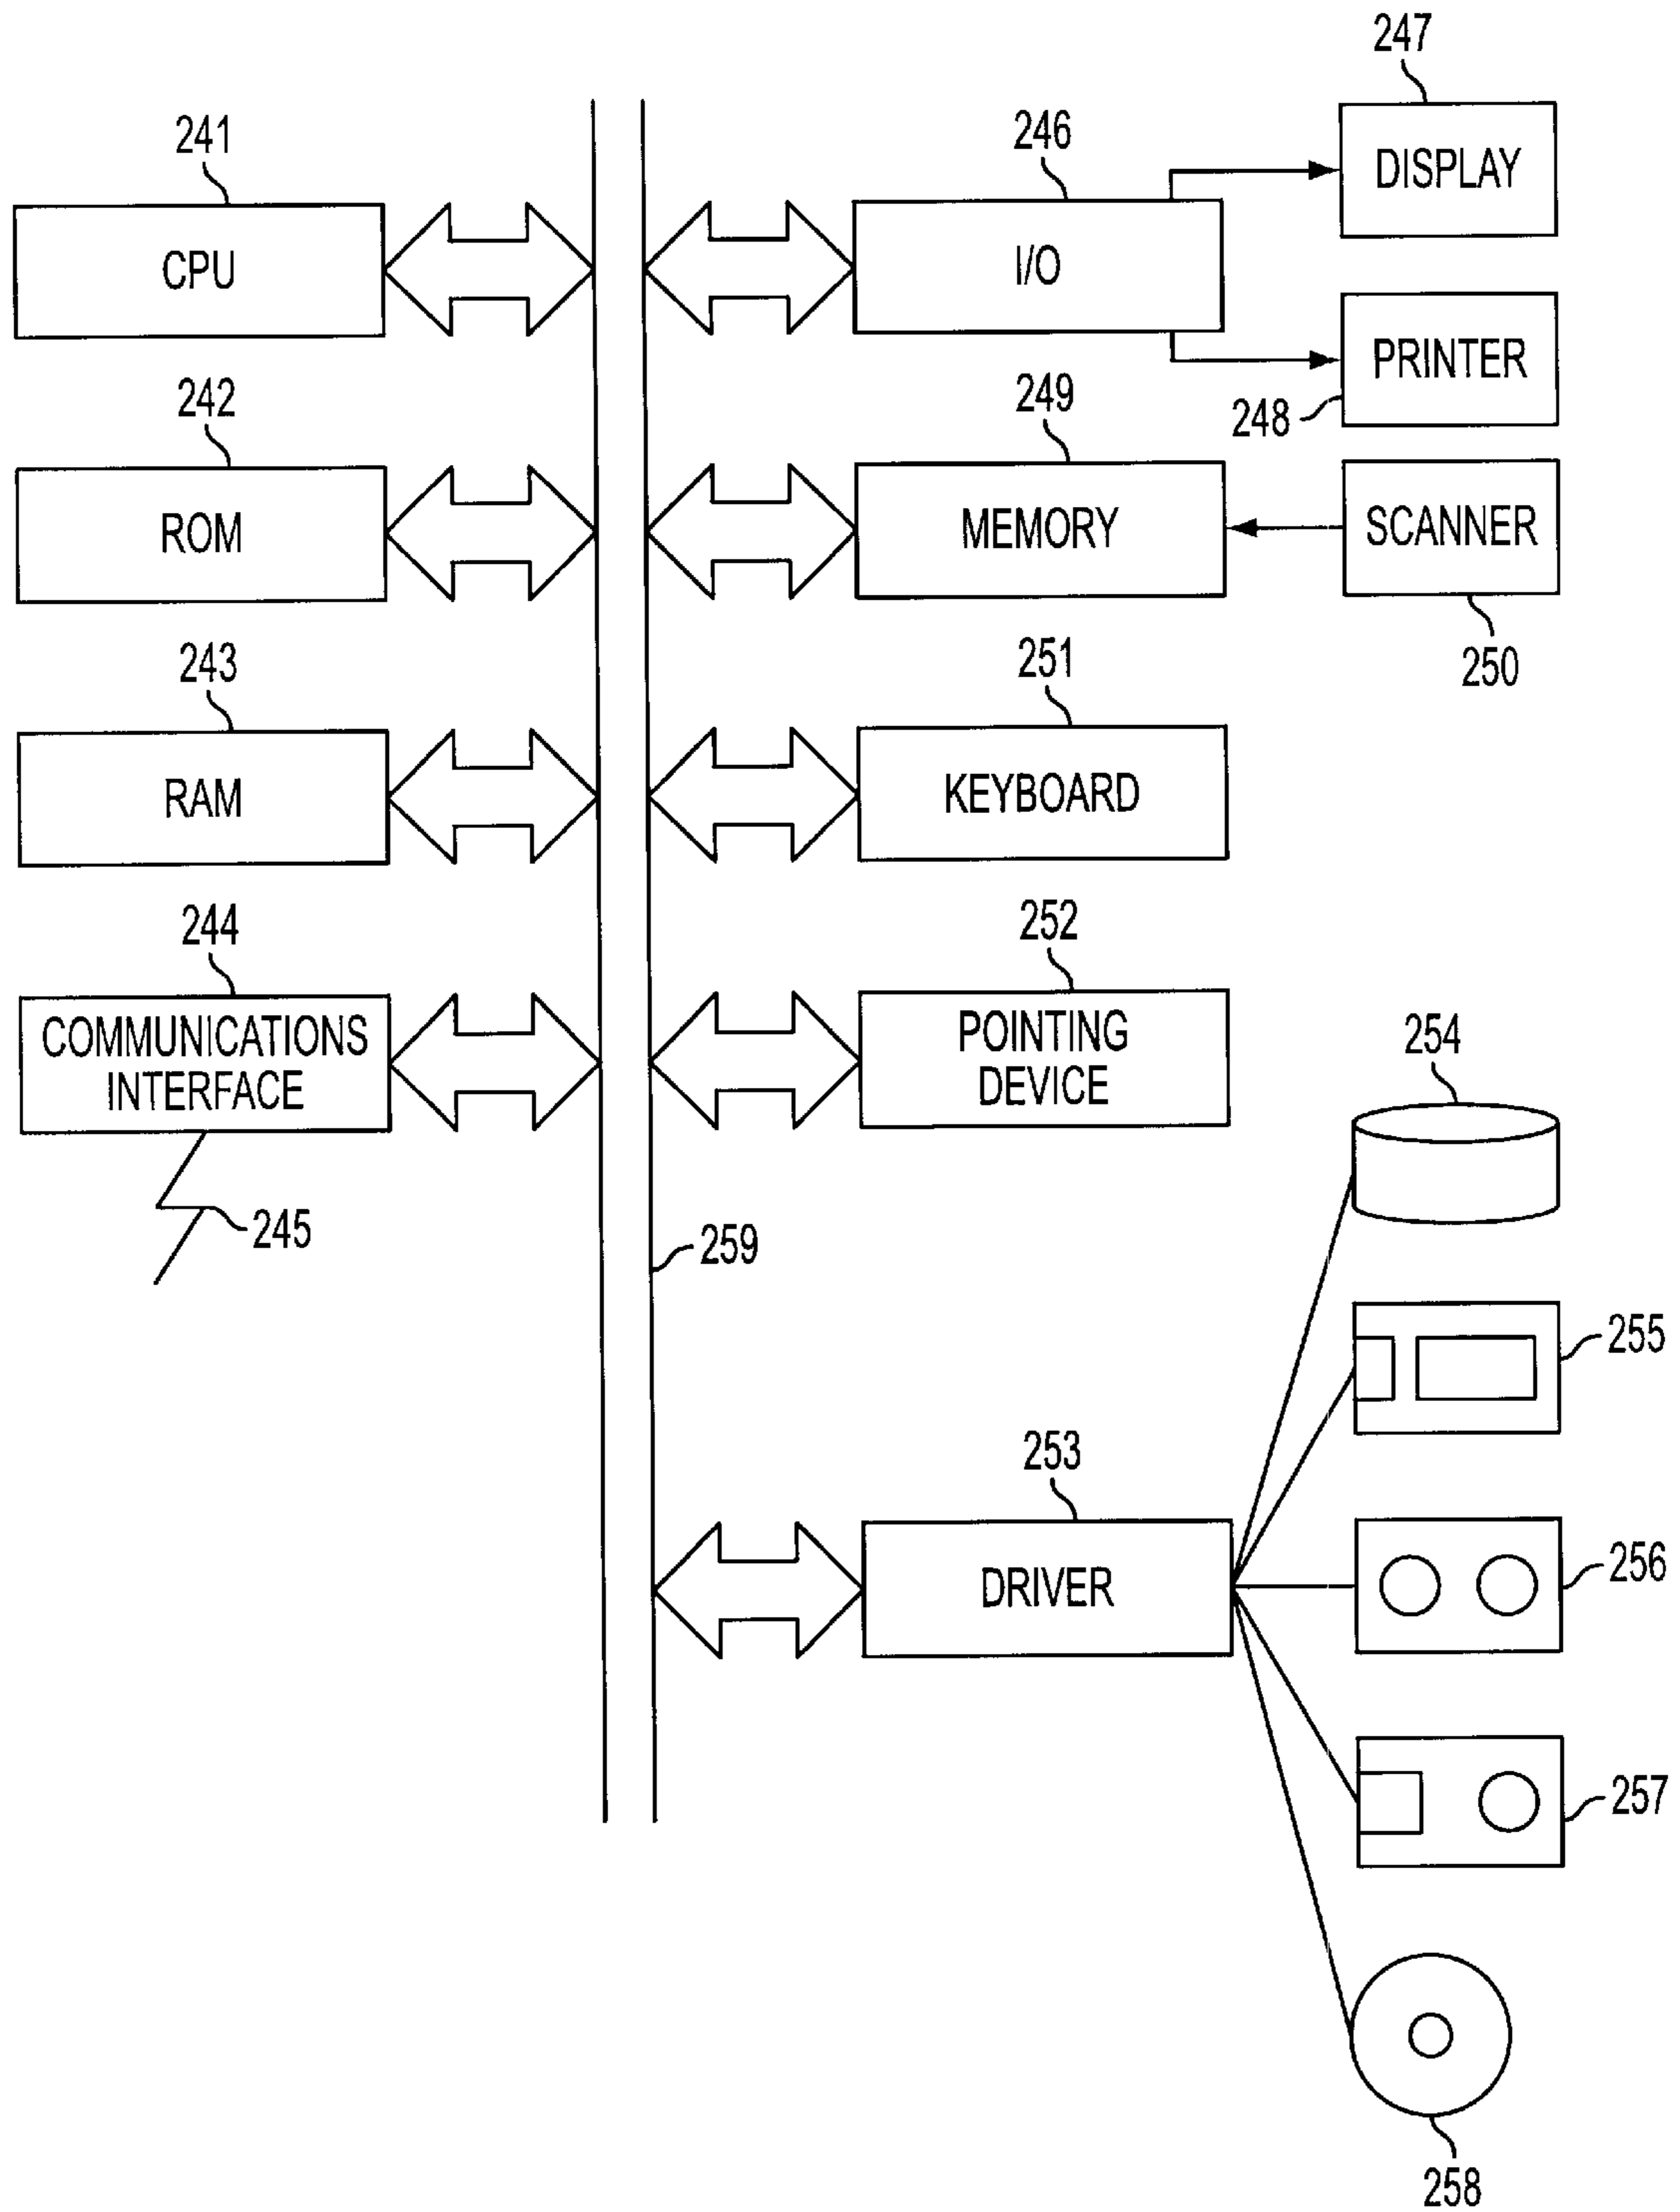 247
DISPLAY
241
CPU
246
I/O
PRINTER
248
242
ROM
249
MEMORY
SCANNER
250
243
RAM
251
KEYBOARD
244
COMMUNICATIONS
INTERFACE
245
252
POINTING
DEVICE
259
254
255
253
DRIVER
256
257
258